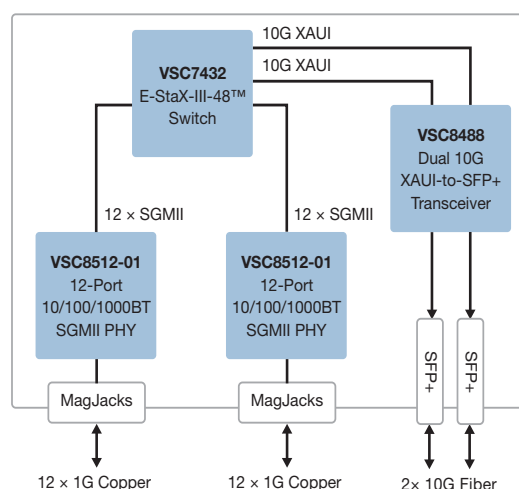 10G XAUI
10G XAUI
VSC7432
E-StaX-III-48™
Switch
VSC8488
Dual 10G
XAUI-to-SFP+
Transceiver
12 × SGMII
12 × SGMII
VSC8512-01
12-Port
10/100/1000BT
SGMII PHY
VSC8512-01
12-Port
10/100/1000BT
SGMII PHY
SFP+
SFP+
MagJacks
MagJacks
12 × 1G Copper
12 × 1G Copper
2× 10G Fiber